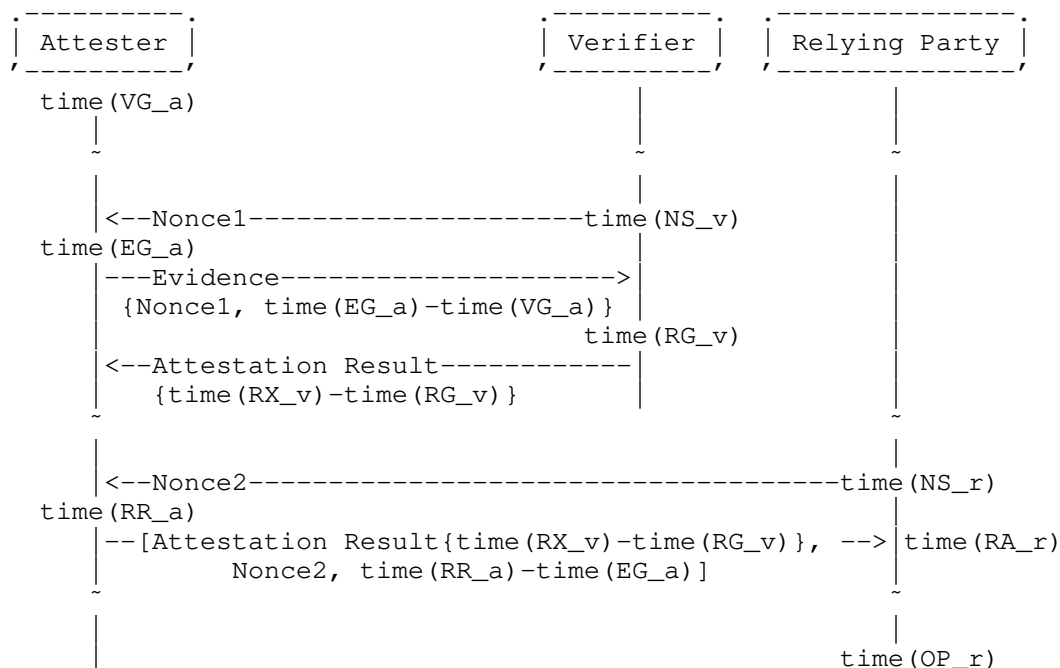 .----------.                                .----------.  .---------------.
| Attester |                                | Verifier |  | Relying Party |
'----------'                                '----------'  '---------------'
  time(VG_a)                                      |               |
      |                                           |               |
      ~                                           ~               ~
      |                                           |               |
      |<--Nonce1---------------------time(NS_v)   |
  time(EG_a)                                      |               |
      |---Evidence--------------------->|         |
      | {Nonce1, time(EG_a)-time(VG_a)} |         |
      |                              time(RG_v)   |
      |<--Attestation Result------------|         |
      |   {time(RX_v)-time(RG_v)}       |         |
      ~                                           ~
      |                                           |
      |<--Nonce2-------------------------------------time(NS_r)
  time(RR_a)                                      |
      |--[Attestation Result{time(RX_v)-time(RG_v)}, -->|time(RA_r)
      |        Nonce2, time(RR_a)-time(EG_a)]     |
      ~                                           ~
      |                                           |
      |                                        time(OP_r)